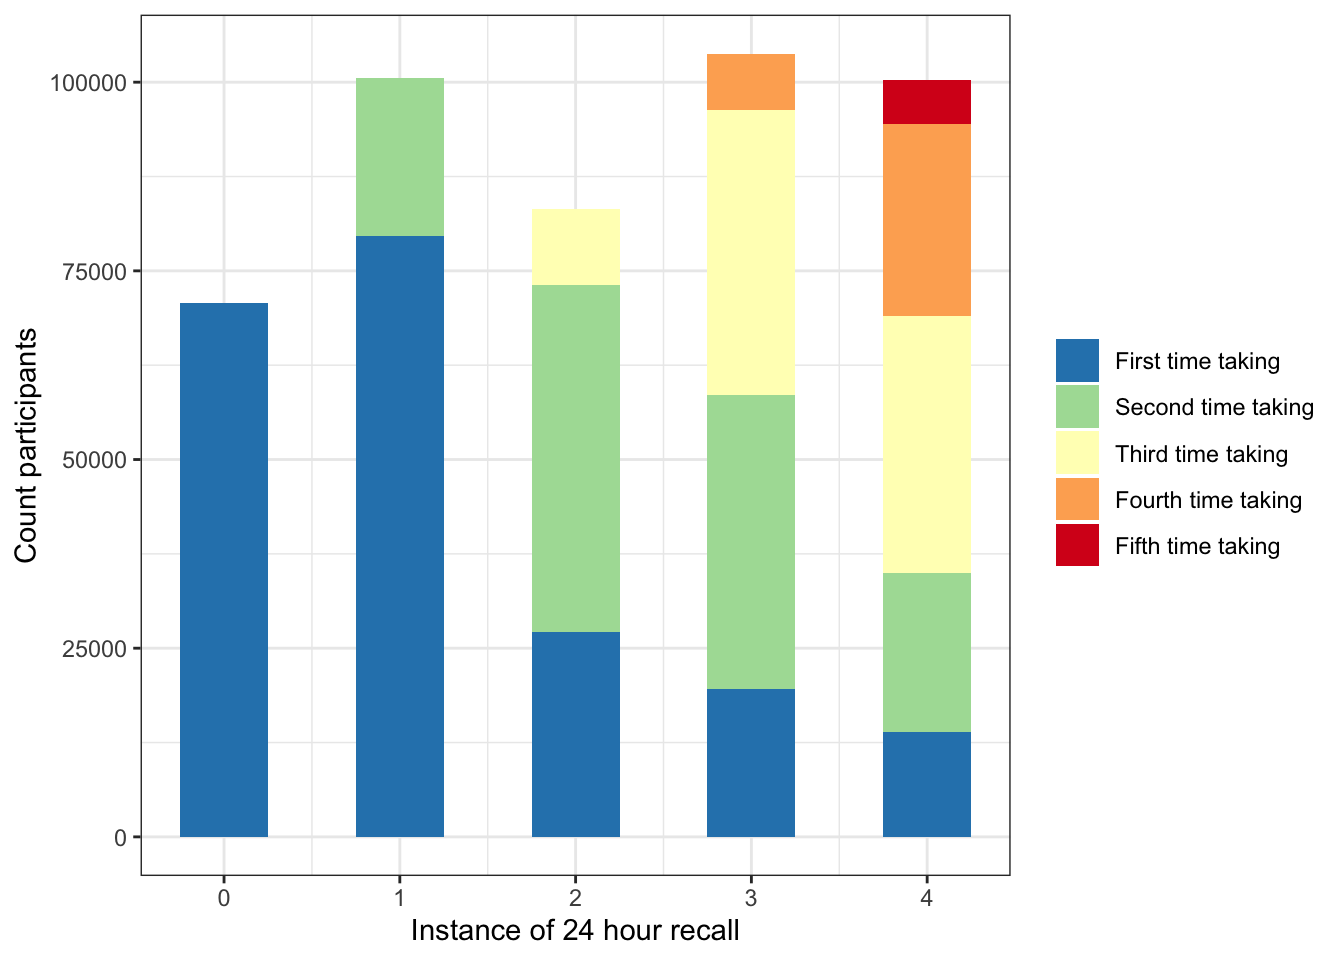 Count participants
100000
75000
50000
25000
0
0 1 2 3 4
Instance of 24 hour recall
First time taking
Second time taking
Third time taking
Fourth time taking
Fifth time taking